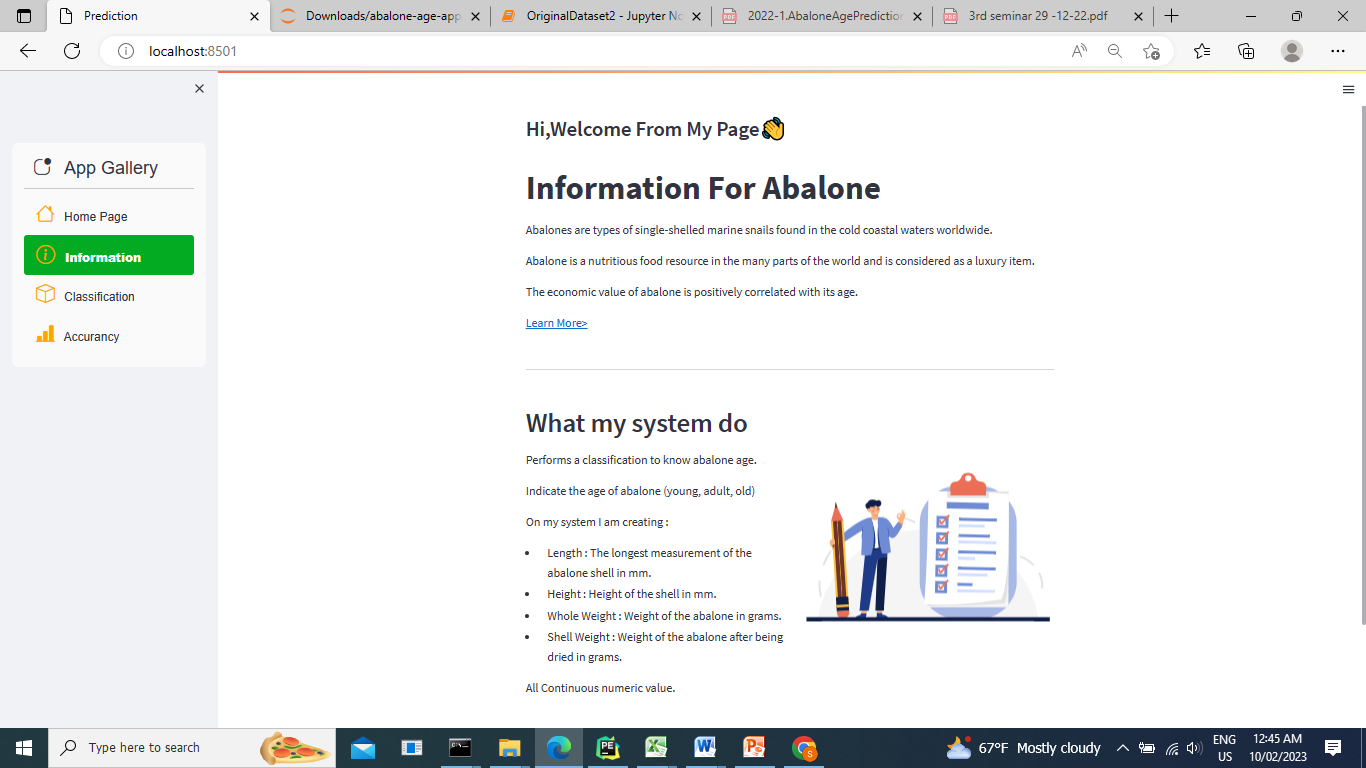 Prediction
Downloads/abalone-age-app
OriginalDataset2 - Jupyter No
2022-1.AbaloneAgePrediction
3rd seminar 29 -12-22.pdf
localhost:8501
App Gallery
Home Page
Information
Classification
Accurancy
Hi,Welcome From My Page
Information For Abalone
Abalones are types of single-shelled marine snails found in the cold coastal waters worldwide.
Abalone is a nutritious food resource in the many parts of the world and is considered as a luxury item.
The economic value of abalone is positively correlated with its age.
Learn More>
What my system do
Performs a classification to know abalone age.
Indicate the age of abalone (young, adult, old)
On my system I am creating :
• Length : The longest measurement of the
abalone shell in mm.
• Height : Height of the shell in mm.
• Whole Weight : Weight of the abalone in grams.
• Shell Weight : Weight of the abalone after being
dried in grams.
All Continuous numeric value.
Type here to search
67°F Mostly cloudy
ENG
US
12:45 AM
10/02/2023